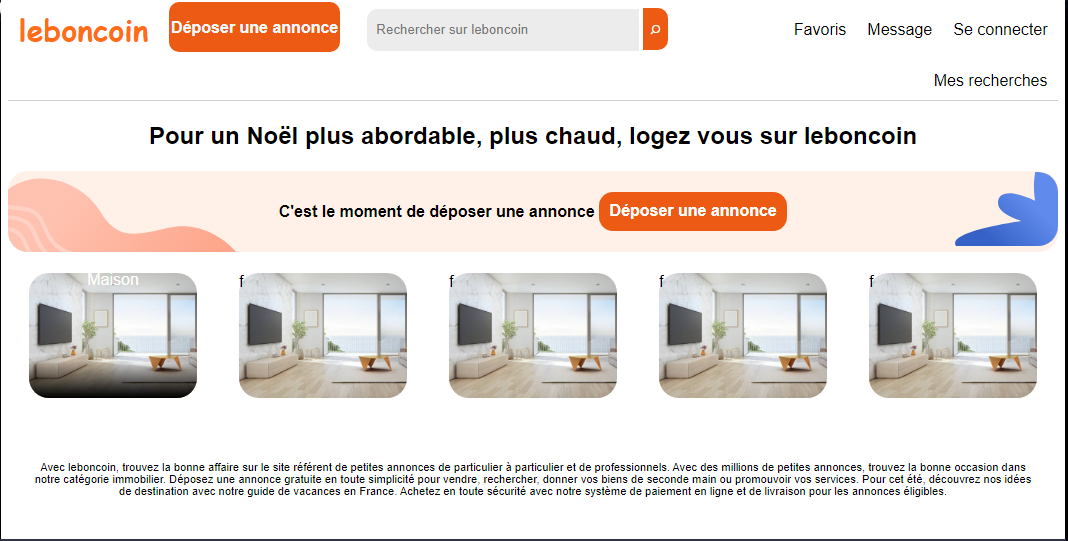 leboncoin
Déposer une annonce
Rechercher sur leboncoin
Favoris Message Se connecter
Mes recherches
Pour un Noël plus abordable, plus chaud, logez vous sur leboncoin
C'est le moment de déposer une annonce Déposer une annonce
Maison f f f f
Avec leboncoin, trouvez la bonne affaire sur le site référent de petites annonces de particulier à particulier et de professionnels. Avec des millions de petites annonces, trouvez la bonne occasion dans
notre catégorie immobilier. Déposez une annonce gratuite en toute simplicité pour vendre, rechercher, donner vos biens de seconde main ou promouvoir vos services. Pour cet été, découvrez nos idées
de destination avec notre guide de vacances en France. Achetez en toute sécurité avec notre système de paiement en ligne et de livraison pour les annonces éligibles.